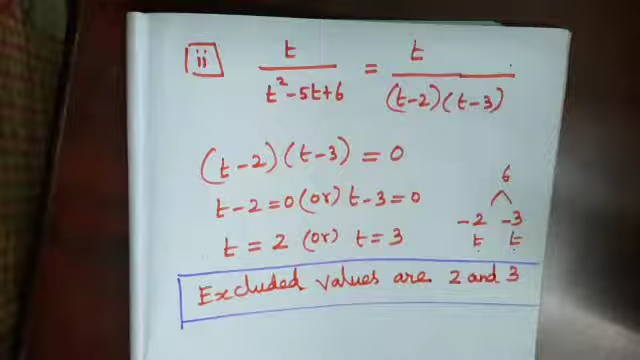 ii t/(t²-5t+6) = t/((t-2)(t-3))
(t-2)(t-3) = 0
6
t-2=0 (or) t-3=0
-2 -3
t = 2 (or) t = 3
t t
Excluded values are 2 and 3